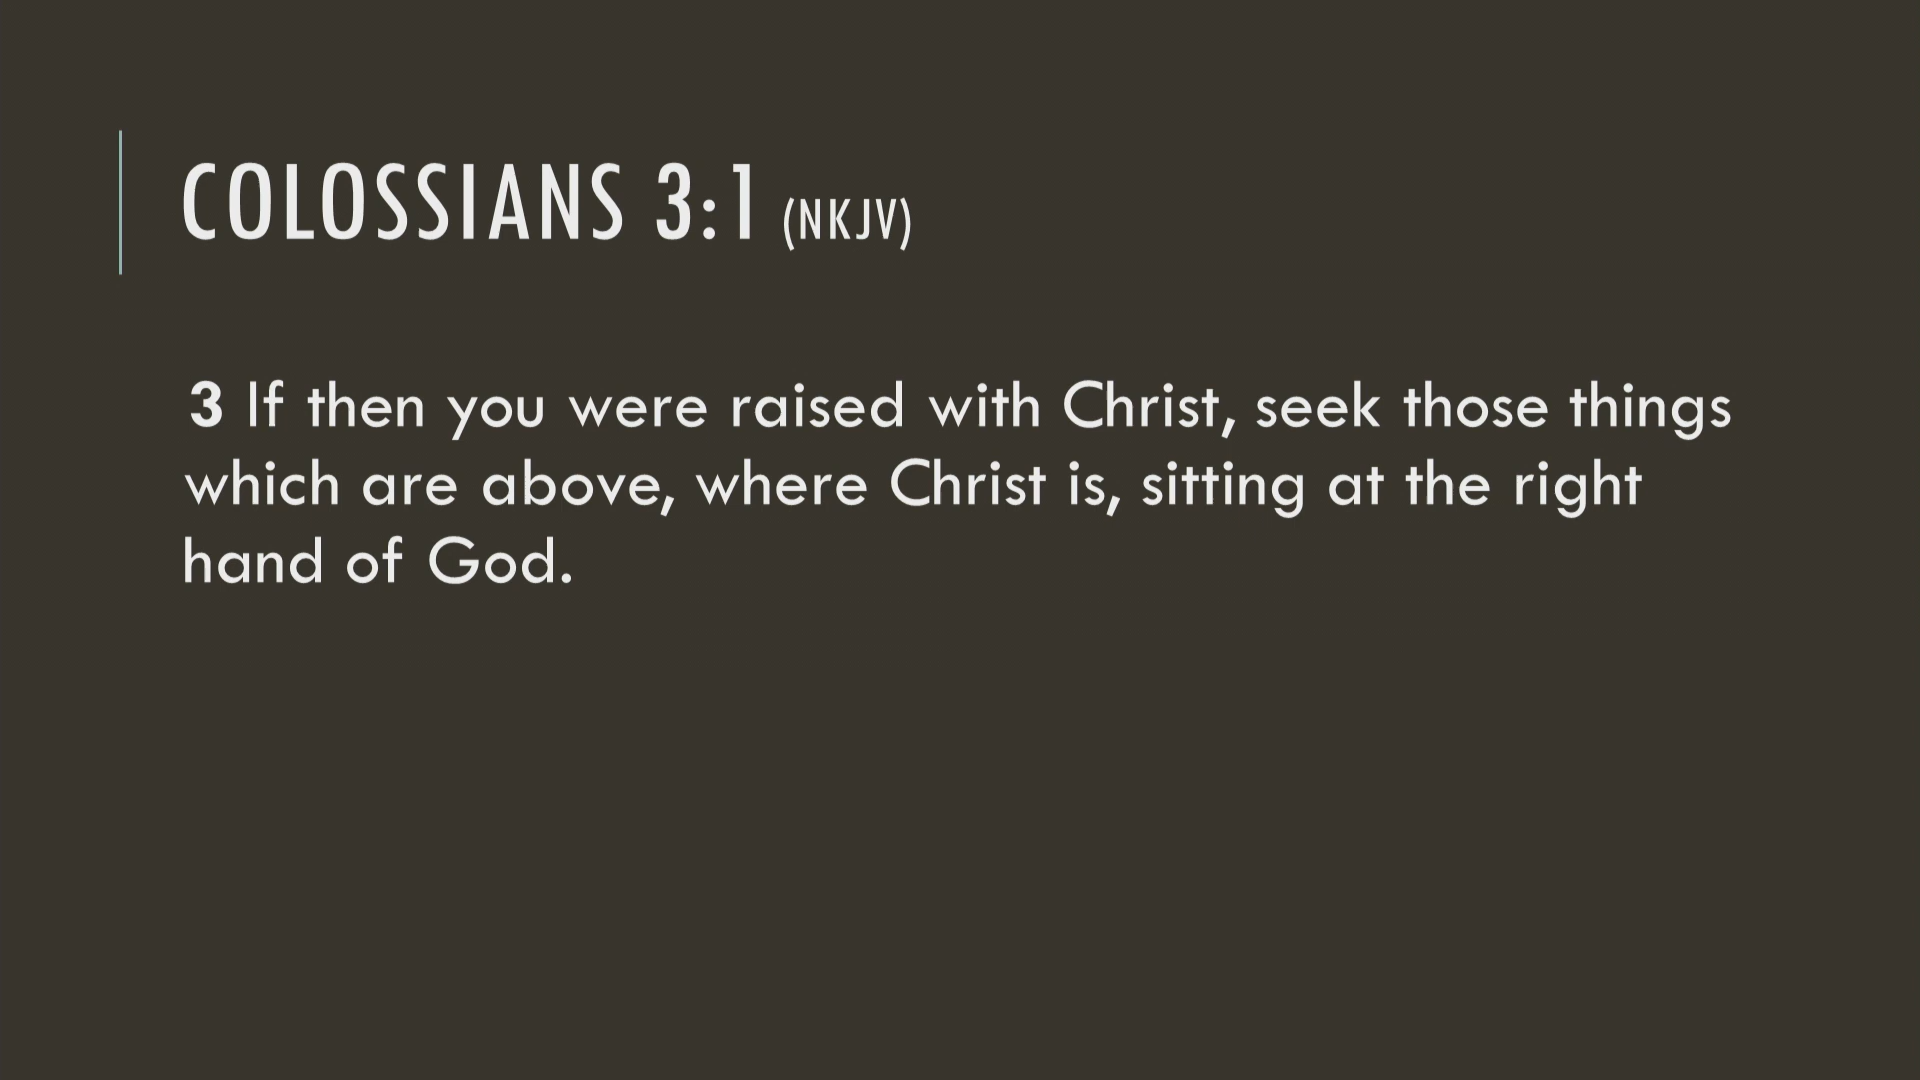 COLOSSIANS 3:1 (NKJV)
3 If then you were raised with Christ, seek those things
which are above, where Christ is, sitting at the right
hand of God.